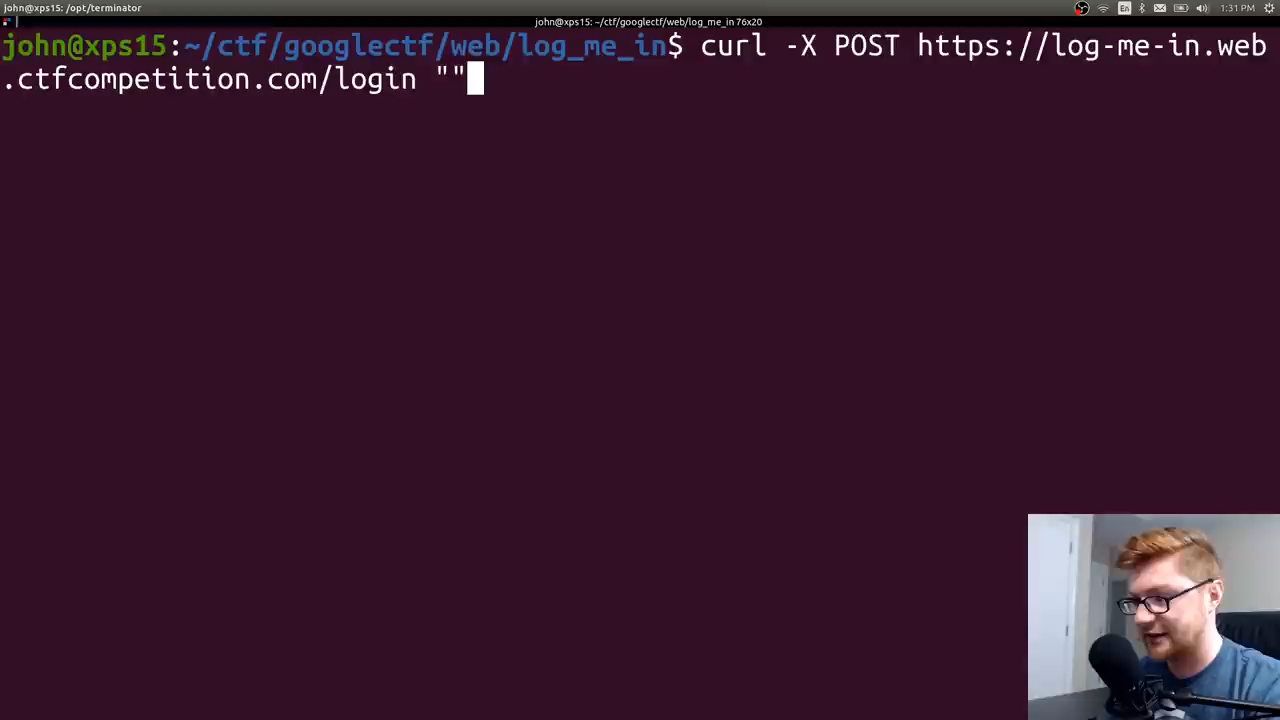 john@xps15: /opt/terminator
En
1:31 PM
john@xps15: ~/ctf/googlectf/web/log_me_in 76x20
john@xps15:~/ctf/googlectf/web/log_me_in$ curl -X POST https://log-me-in.web
.ctfcompetition.com/login ""